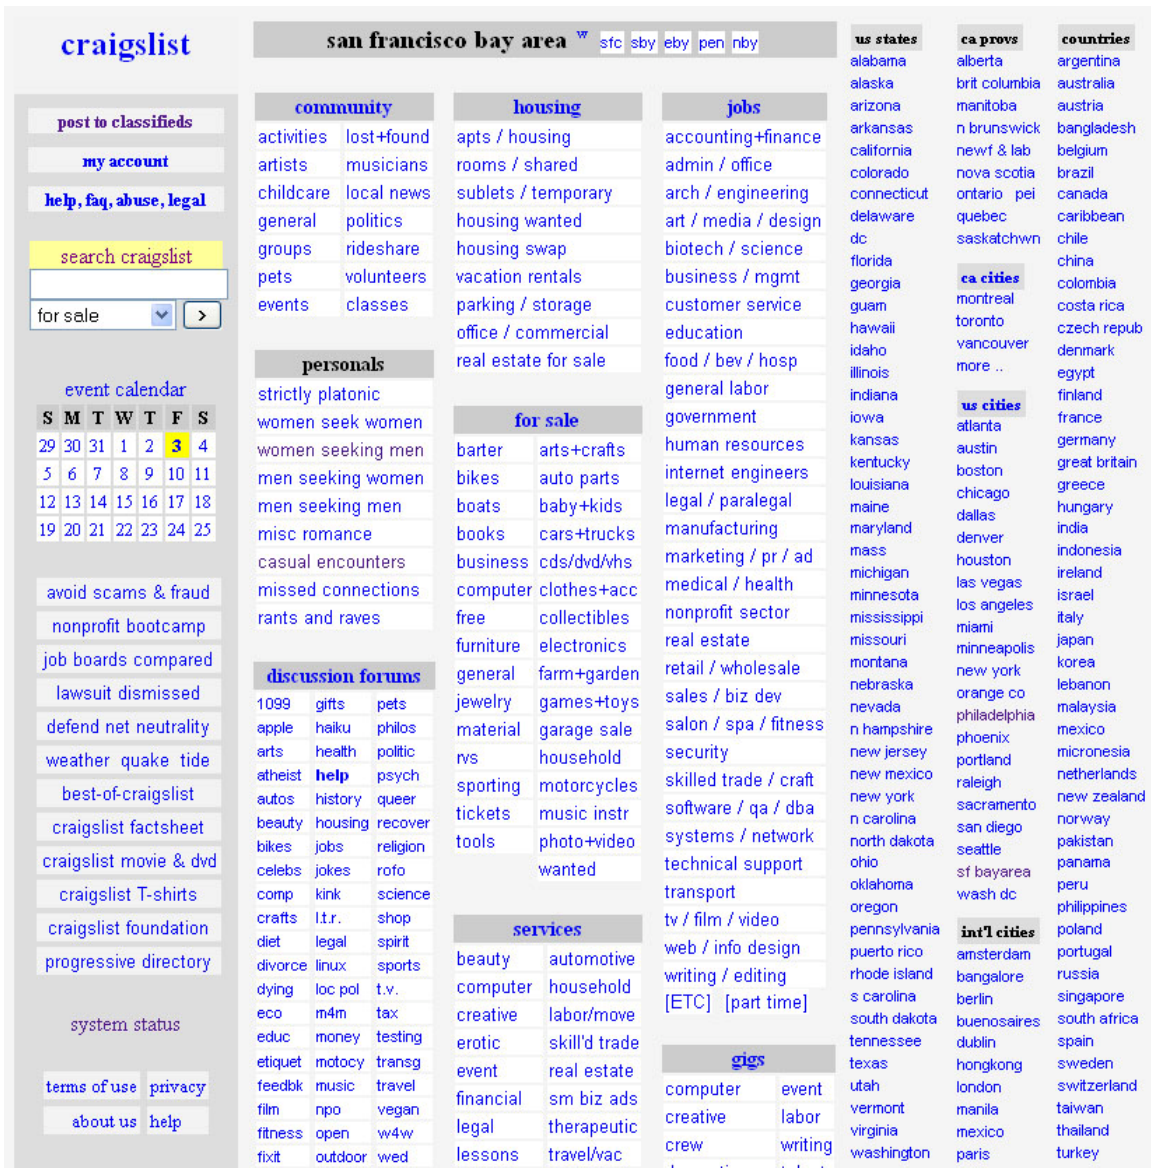 craigslist
post to classifieds
my account
help, faq, abuse, legal
search craigslist
for sale >
event calendar
S M T W T F S
29 30 31 1 2 3 4
5 6 7 8 9 10 11
12 13 14 15 16 17 18
19 20 21 22 23 24 25
avoid scams & fraud
nonprofit bootcamp
job boards compared
lawsuit dismissed
defend net neutrality
weather quake tide
best-of-craigslist
craigslist factsheet
craigslist movie & dvd
craigslist T-shirts
craigslist foundation
progressive directory
system status
terms of use privacy
about us help
san francisco bay area w sfc sby eby pen nby
community
activities lost+found
artists musicians
childcare local news
general politics
groups rideshare
pets volunteers
events classes
personals
strictly platonic
women seek women
women seeking men
men seeking women
men seeking men
misc romance
casual encounters
missed connections
rants and raves
discussion forums
1099 gifts pets
apple haiku philos
arts health politic
atheist help psych
autos history queer
beauty housing recover
bikes jobs religion
celebs jokes rofo
comp kink science
crafts l.t.r. shop
diet legal spirit
divorce linux sports
dying loc pol t.v.
eco m4m tax
educ money testing
etiquet motocy transg
feedbk music travel
film npo vegan
fitness open w4w
fixit outdoor wed
housing
apts / housing
rooms / shared
sublets / temporary
housing wanted
housing swap
vacation rentals
parking / storage
office / commercial
real estate for sale
for sale
barter arts+crafts
bikes auto parts
boats baby+kids
books cars+trucks
business cds/dvd/vhs
computer clothes+acc
free collectibles
furniture electronics
general farm+garden
jewelry games+toys
material garage sale
rvs household
sporting motorcycles
tickets music instr
tools photo+video
wanted
services
beauty automotive
computer household
creative labor/move
erotic skill'd trade
event real estate
financial sm biz ads
legal therapeutic
lessons travel/vac
jobs
accounting+finance
admin / office
arch / engineering
art / media / design
biotech / science
business / mgmt
customer service
education
food / bev / hosp
general labor
government
human resources
internet engineers
legal / paralegal
manufacturing
marketing / pr / ad
medical / health
nonprofit sector
real estate
retail / wholesale
sales / biz dev
salon / spa / fitness
security
skilled trade / craft
software / qa / dba
systems / network
technical support
transport
tv / film / video
web / info design
writing / editing
[ETC] [part time]
gigs
computer event
creative labor
crew writing
us states
alabama
alaska
arizona
arkansas
california
colorado
connecticut
delaware
dc
florida
georgia
guam
hawaii
idaho
illinois
indiana
iowa
kansas
kentucky
louisiana
maine
maryland
mass
michigan
minnesota
mississippi
missouri
montana
nebraska
nevada
n hampshire
new jersey
new mexico
new york
n carolina
north dakota
ohio
oklahoma
oregon
pennsylvania
puerto rico
rhode island
s carolina
south dakota
tennessee
texas
utah
vermont
virginia
washington
ca provs
alberta
brit columbia
manitoba
n brunswick
newf & lab
nova scotia
ontario pei
quebec
saskatchwn
ca cities
montreal
toronto
vancouver
more ..
us cities
atlanta
austin
boston
chicago
dallas
denver
houston
las vegas
los angeles
miami
minneapolis
new york
orange co
philadelphia
phoenix
portland
raleigh
sacramento
san diego
seattle
sf bayarea
wash dc
int'l cities
amsterdam
bangalore
berlin
buenosaires
dublin
hongkong
london
manila
mexico
paris
countries
argentina
australia
austria
bangladesh
belgium
brazil
canada
caribbean
chile
china
colombia
costa rica
czech repub
denmark
egypt
finland
france
germany
great britain
greece
hungary
india
indonesia
ireland
israel
italy
japan
korea
lebanon
malaysia
mexico
micronesia
netherlands
new zealand
norway
pakistan
panama
peru
philippines
poland
portugal
russia
singapore
south africa
spain
sweden
switzerland
taiwan
thailand
turkey